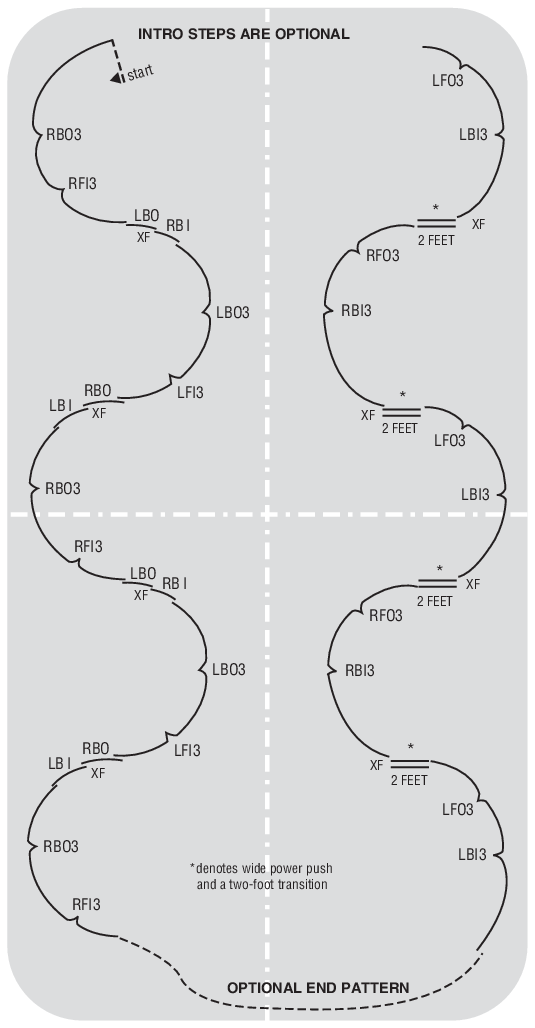 INTRO STEPS ARE OPTIONAL
start
RBO3
RFI3
LBO
RBI
XF
LBO3
LFI3
RBO
LBI
XF
RBO3
RFI3
LBO
RBI
XF
LBO3
LFI3
RBO
LBI
XF
RBO3
RFI3
LFO3
LBI3
*
XF
2 FEET
RFO3
RBI3
*
XF
2 FEET
LFO3
LBI3
*
XF
2 FEET
RFO3
RBI3
*
XF
2 FEET
LFO3
LBI3
*denotes wide power push
and a two-foot transition
OPTIONAL END PATTERN